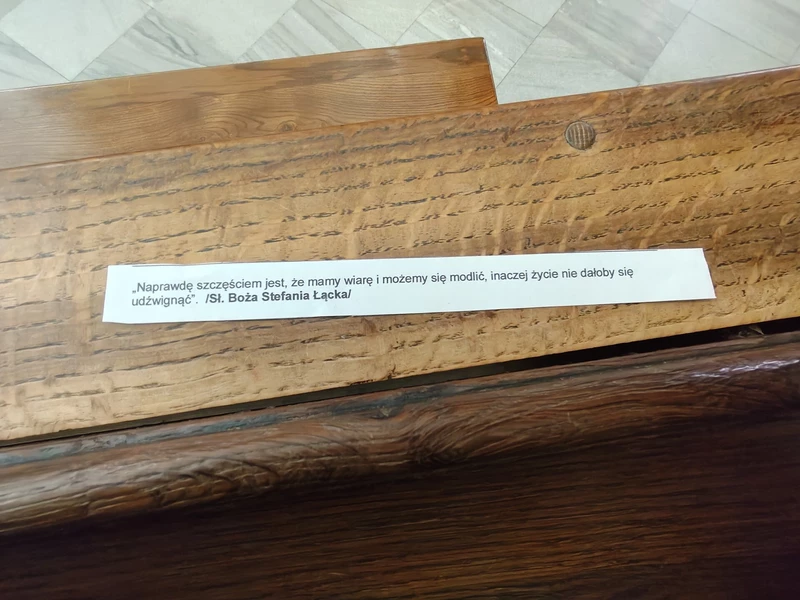 „Naprawdę szczęściem jest, że mamy wiarę i możemy się modlić, inaczej życie nie dałoby się
udźwignąć”. /Sł. Boża Stefania Łącka/